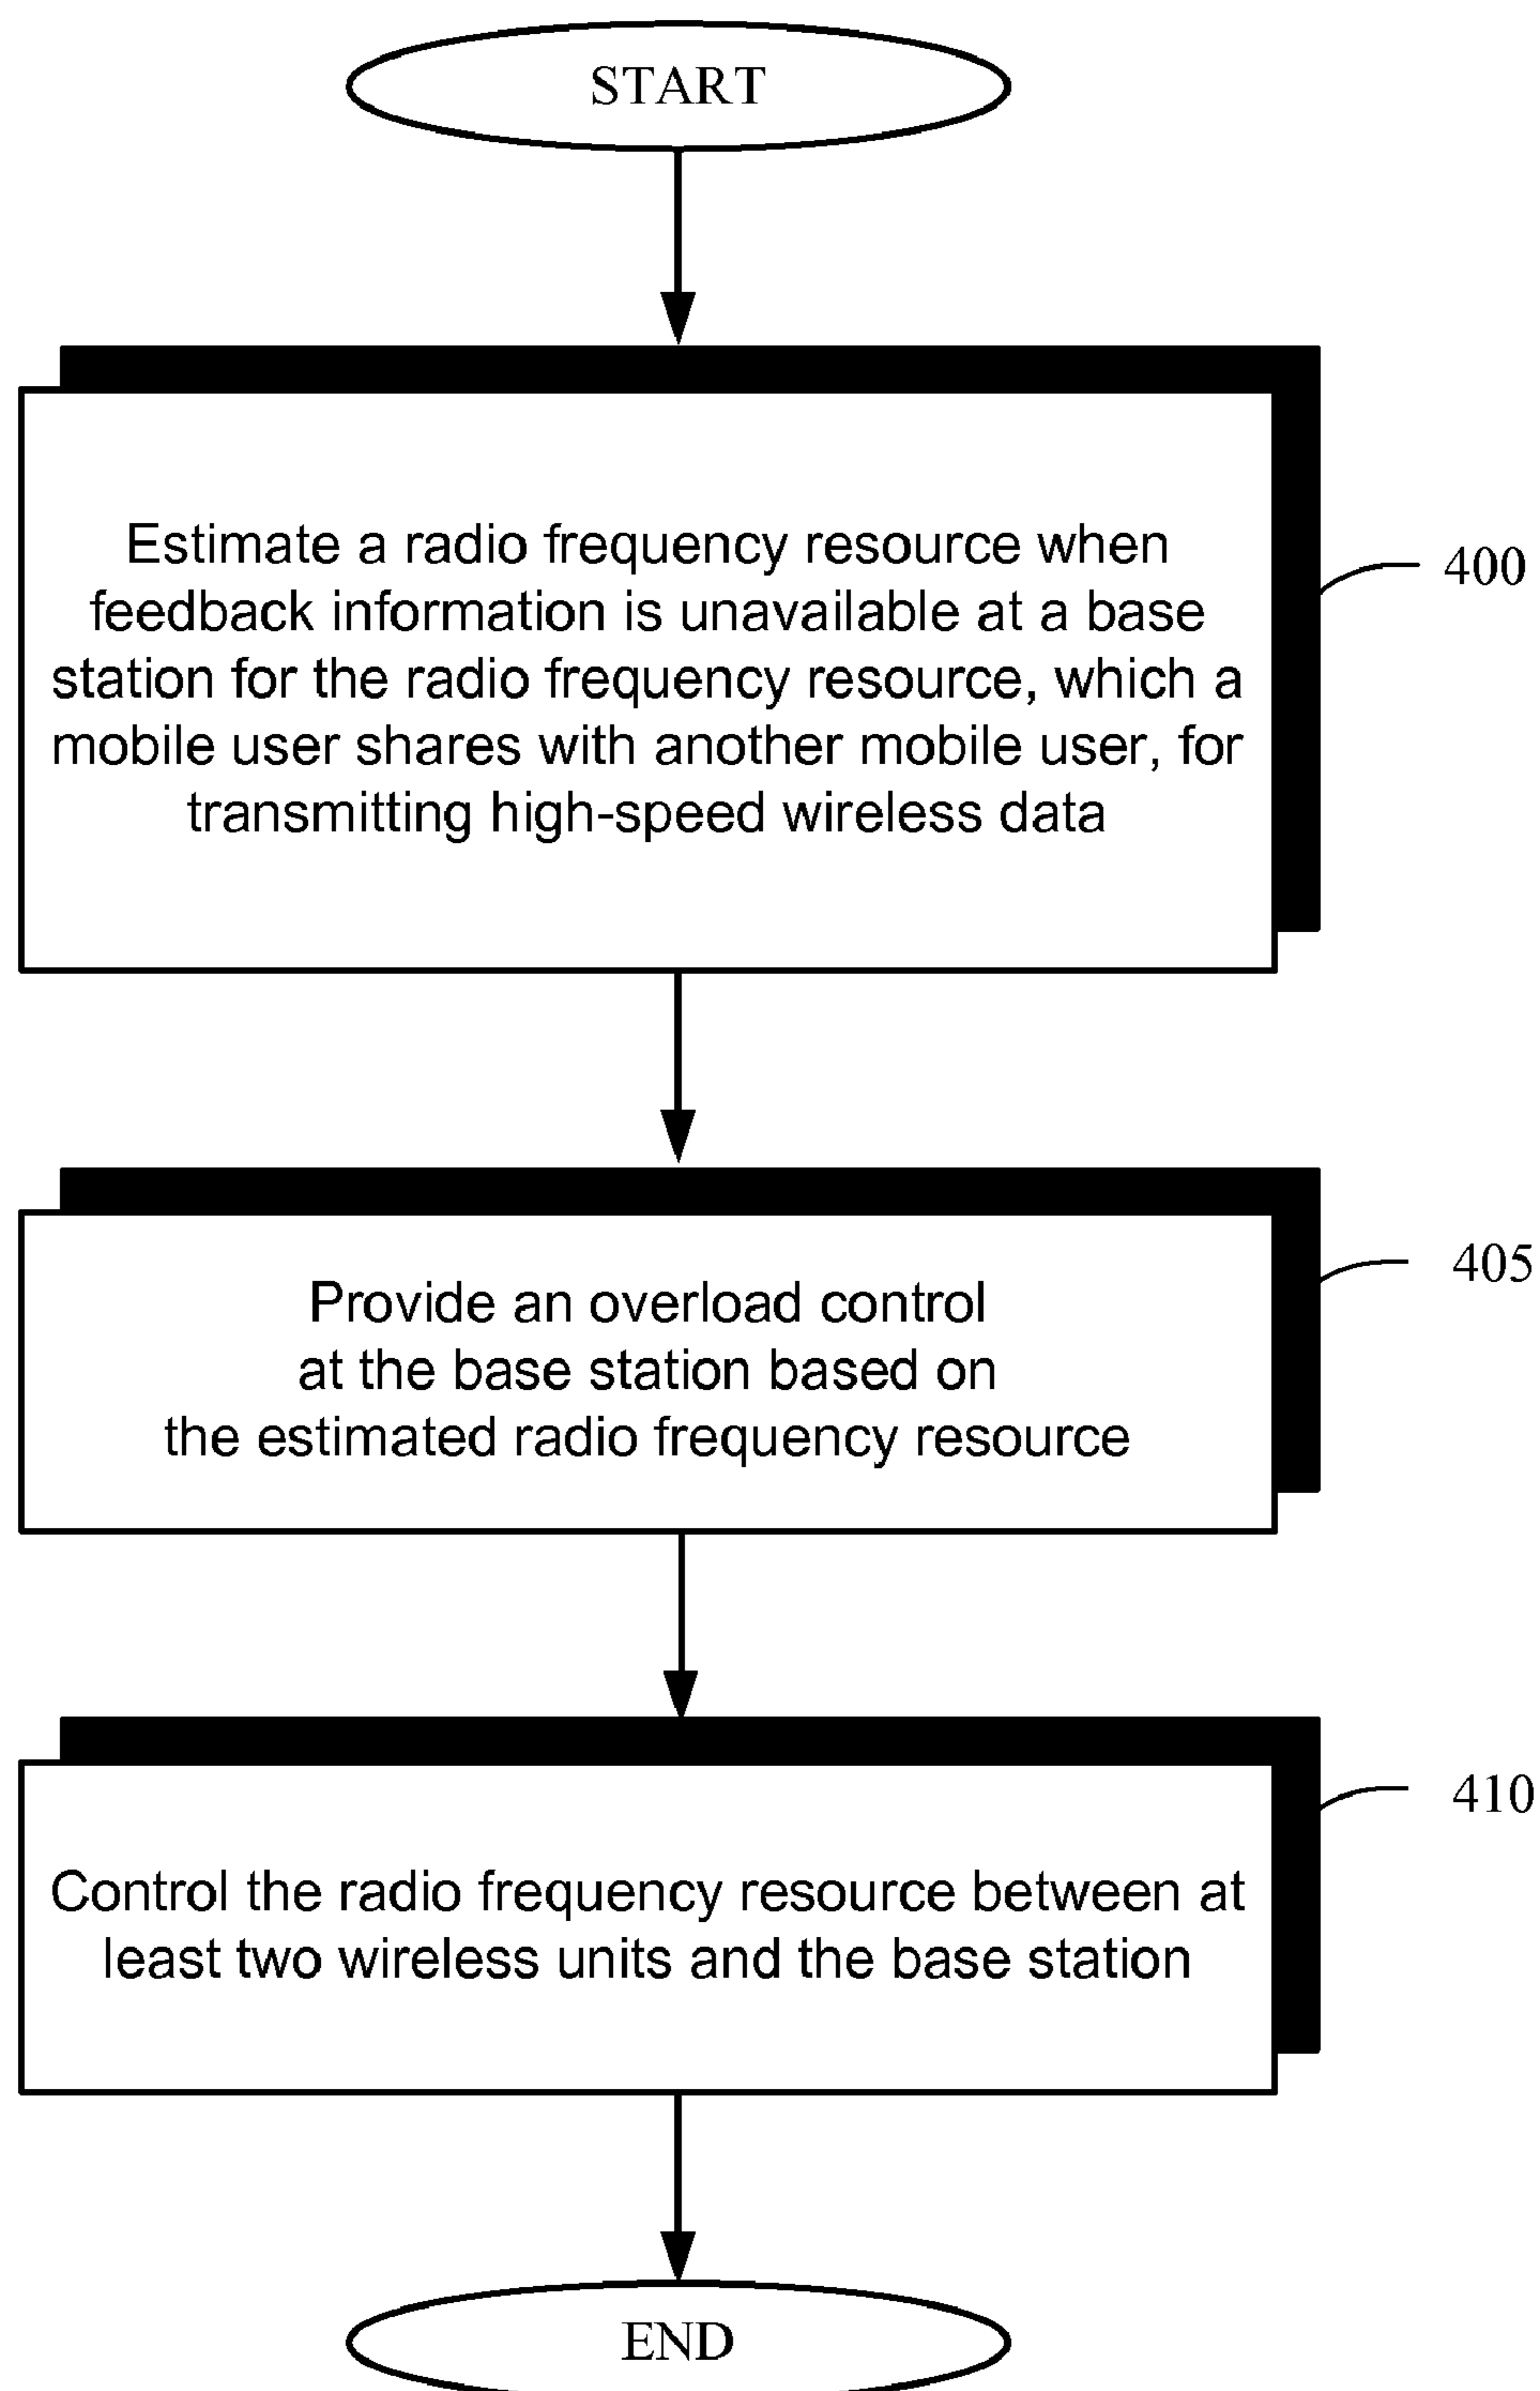 START
Estimate a radio frequency resource when
feedback information is unavailable at a base
station for the radio frequency resource, which a
mobile user shares with another mobile user, for
transmitting high-speed wireless data
400
Provide an overload control
at the base station based on
the estimated radio frequency resource
405
Control the radio frequency resource between at
least two wireless units and the base station
410
END